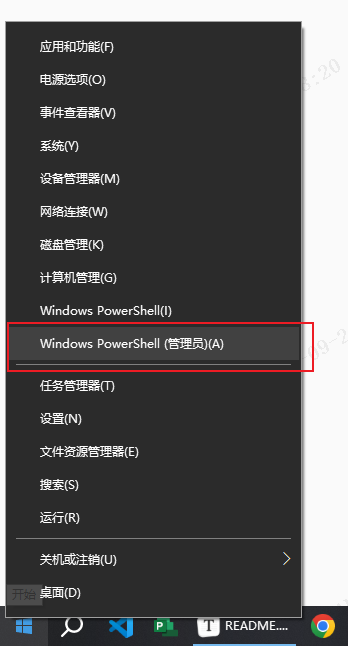 应用和功能(F)
电源选项(O)
事件查看器(V)
系统(Y)
设备管理器(M)
网络连接(W)
磁盘管理(K)
计算机管理(G)
Windows PowerShell(I)
Windows PowerShell (管理员)(A)
任务管理器(T)
设置(N)
文件资源管理器(E)
搜索(S)
运行(R)
关机或注销(U)
开始
桌面(D)
README....